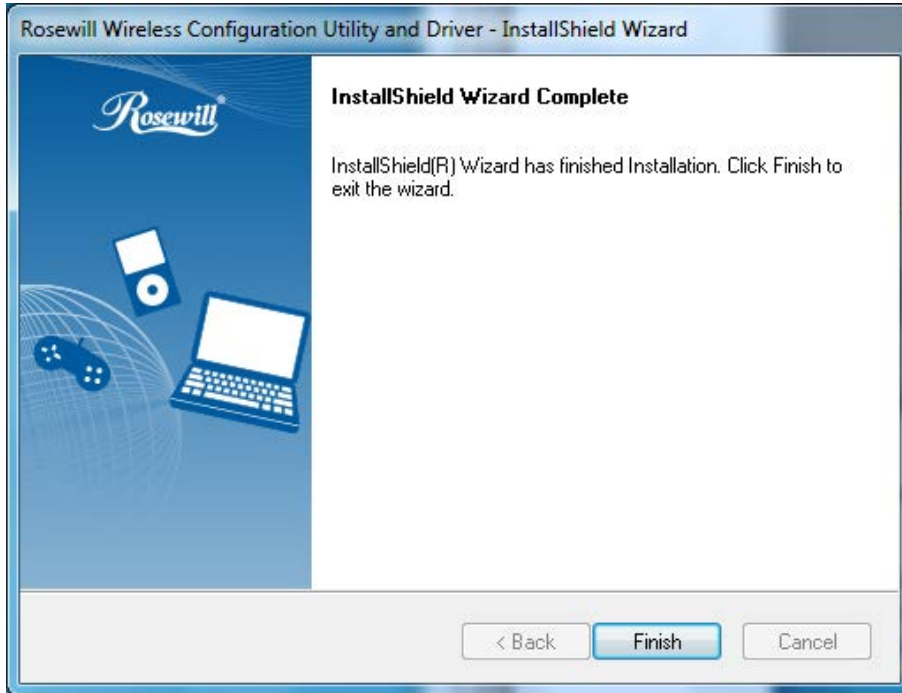 Rosewill Wireless Configuration Utility and Driver - InstallShield Wizard
Rosewill®
InstallShield Wizard Complete
InstallShield(R) Wizard has finished Installation. Click Finish to
exit the wizard.
< Back
Finish
Cancel